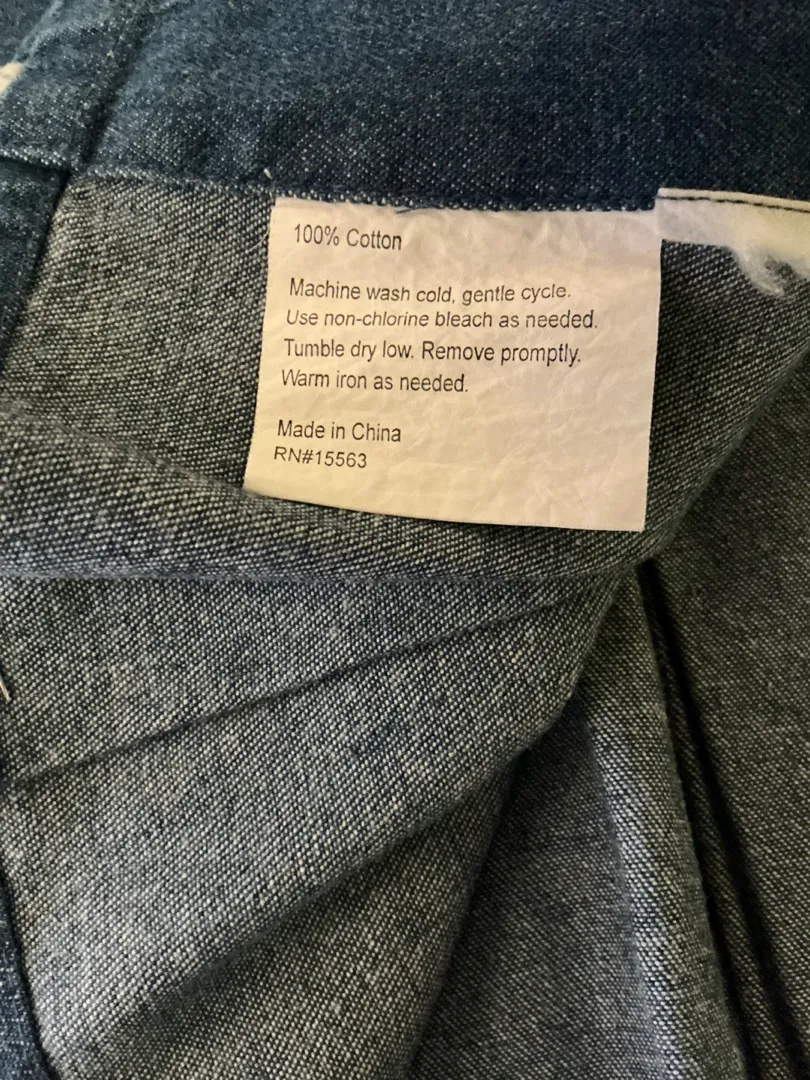 100% Cotton
Machine wash cold, gentle cycle.
Use non-chlorine bleach as needed.
Tumble dry low. Remove promptly.
Warm iron as needed.
Made in China
RN#15563